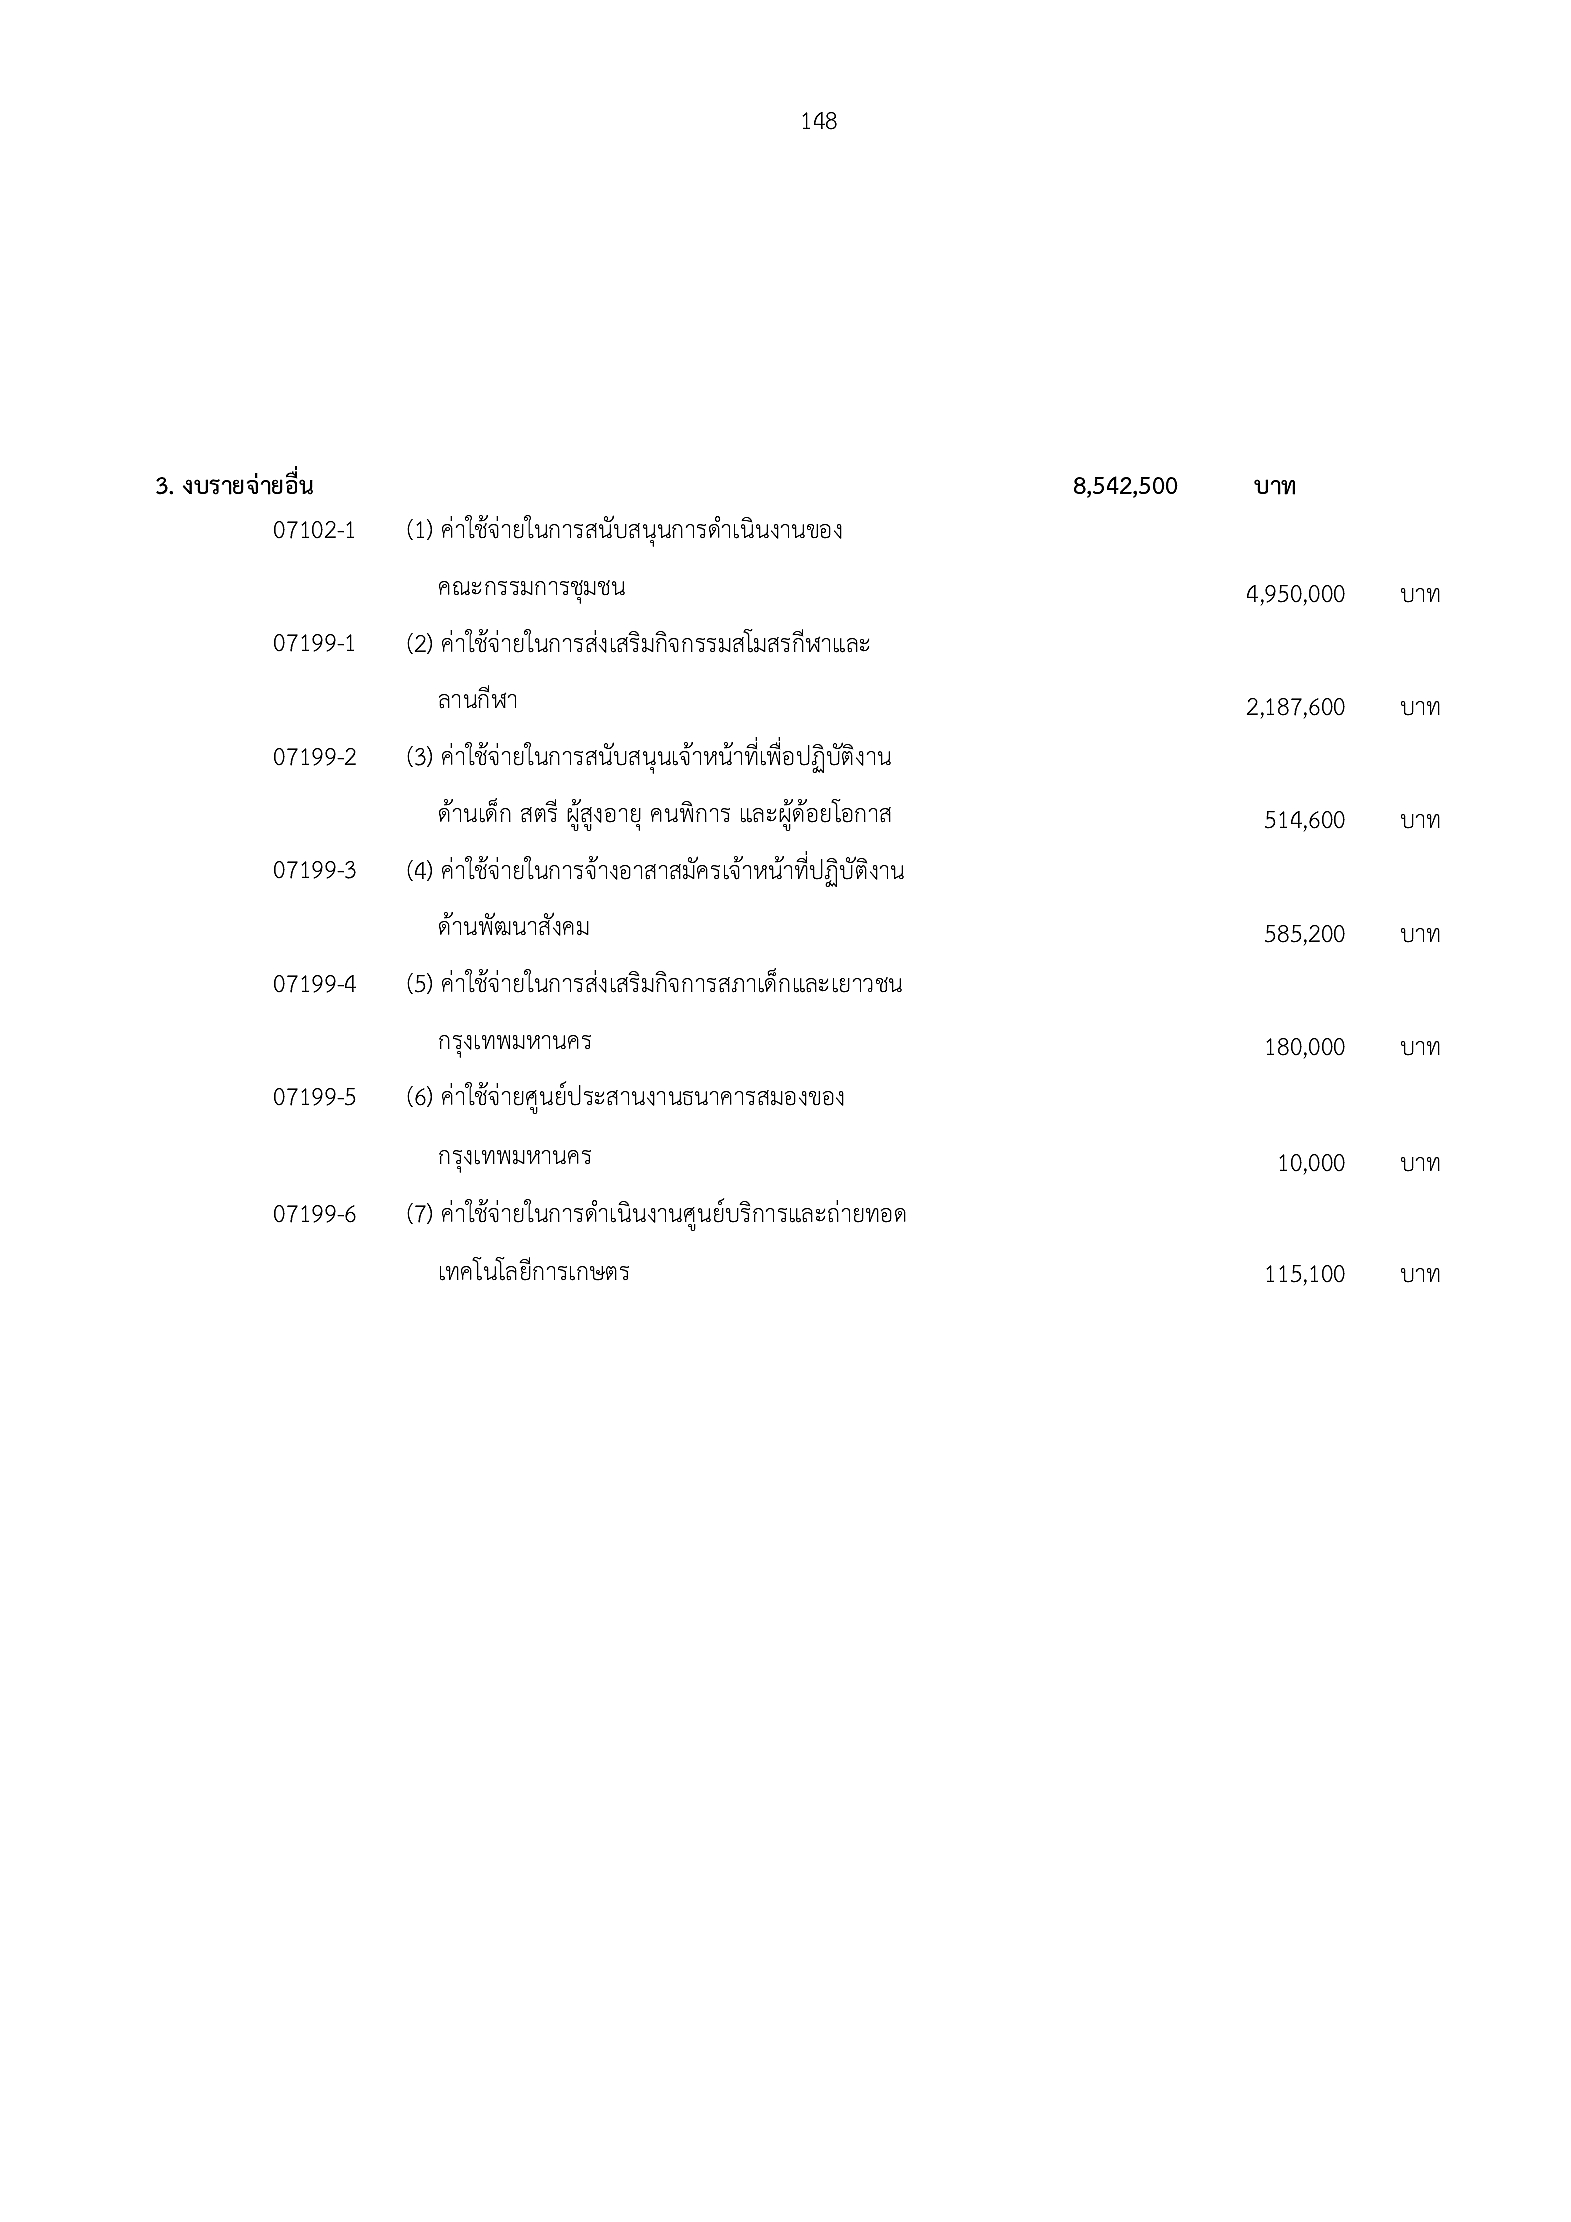 148
3. งบรายจ่ายอื่น 8,542,500 บาท
07102-1 (1) ค่าใช้จ่ายในการสนับสนุนการดำเนินงานของ
คณะกรรมการชุมชน 4,950,000 บาท
07199-1 (2) ค่าใช้จ่ายในการส่งเสริมกิจกรรมสโมสรกีฬาและ
ลานกีฬา 2,187,600 บาท
07199-2 (3) ค่าใช้จ่ายในการสนับสนุนเจ้าหน้าที่เพื่อปฏิบัติงาน
ด้านเด็ก สตรี ผู้สูงอายุ คนพิการ และผู้ด้อยโอกาส 514,600 บาท
07199-3 (4) ค่าใช้จ่ายในการจ้างอาสาสมัครเจ้าหน้าที่ปฏิบัติงาน
ด้านพัฒนาสังคม 585,200 บาท
07199-4 (5) ค่าใช้จ่ายในการส่งเสริมกิจการสภาเด็กและเยาวชน
กรุงเทพมหานคร 180,000 บาท
07199-5 (6) ค่าใช้จ่ายศูนย์ประสานงานธนาคารสมองของ
กรุงเทพมหานคร 10,000 บาท
07199-6 (7) ค่าใช้จ่ายในการดำเนินงานศูนย์บริการและถ่ายทอด
เทคโนโลยีการเกษตร 115,100 บาท